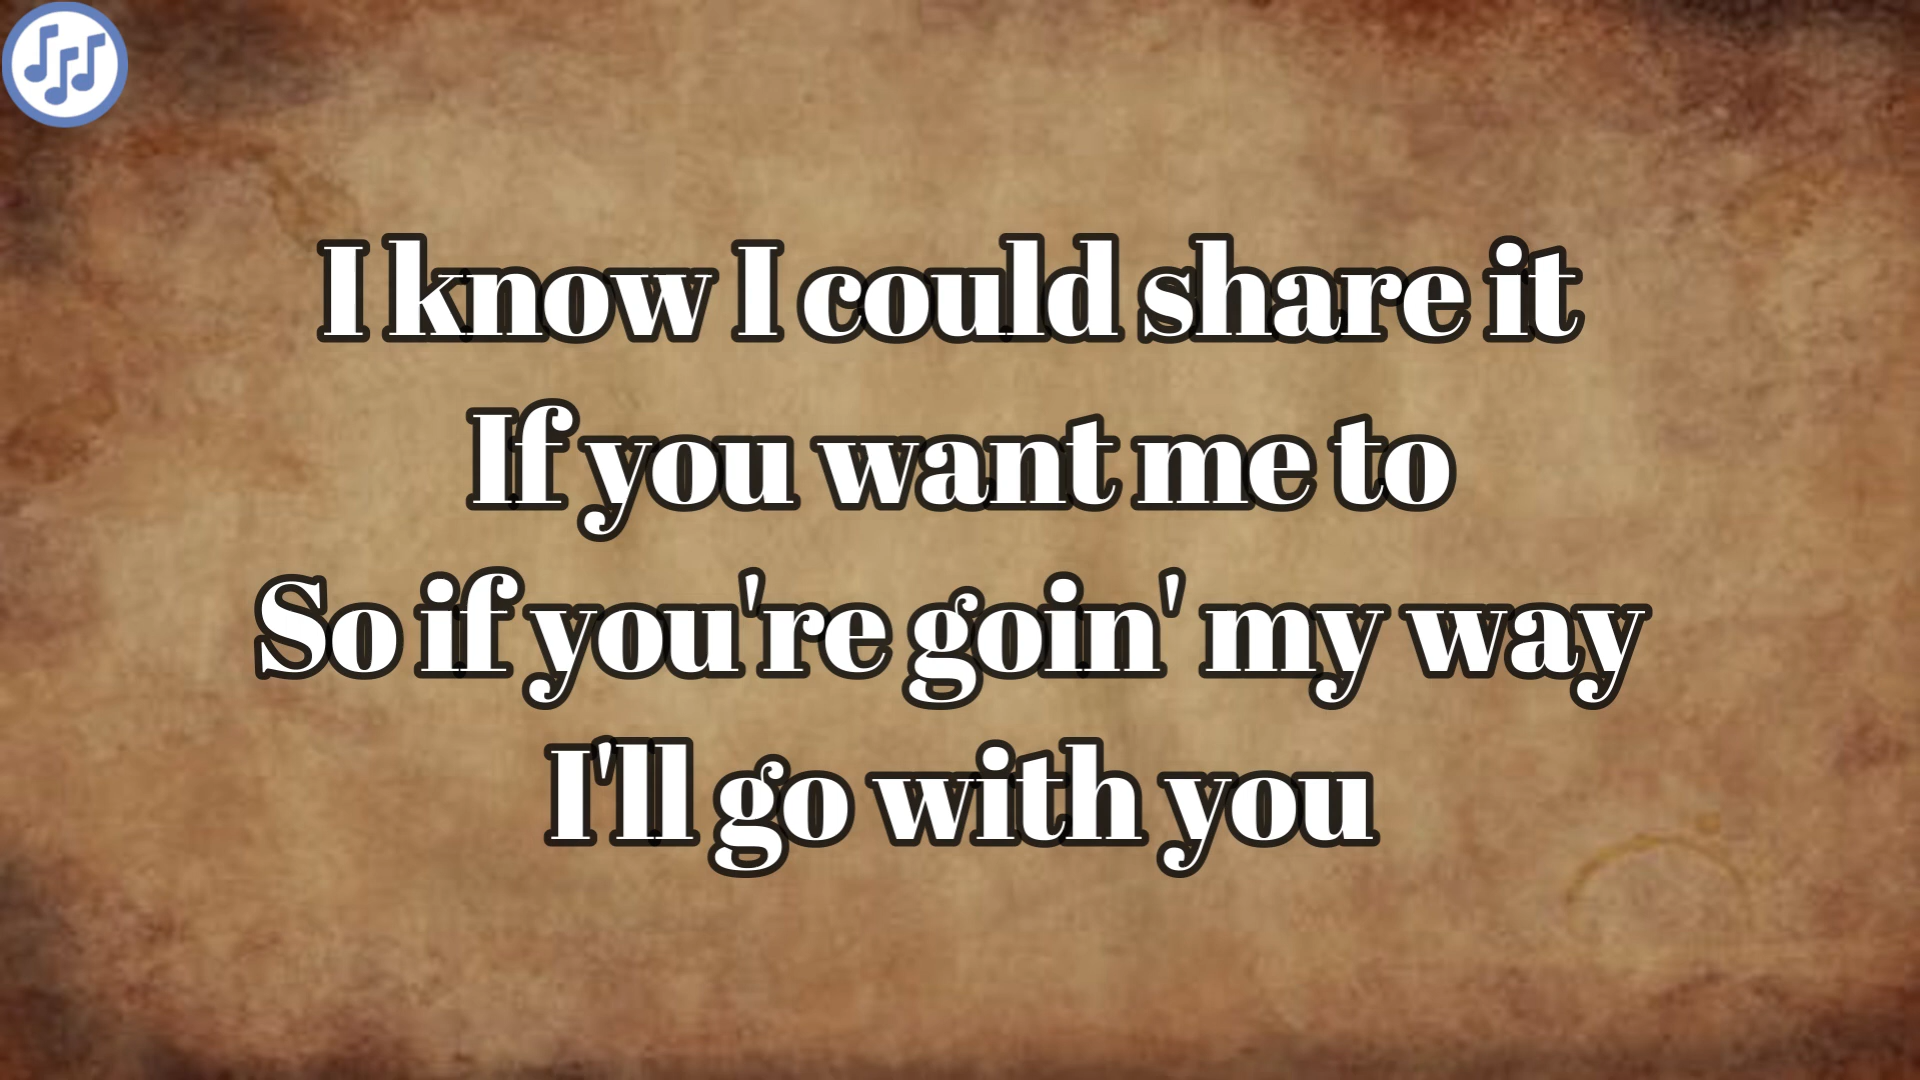 I know I could share it
If you want me to
So if you're goin' my way
I'll go with you